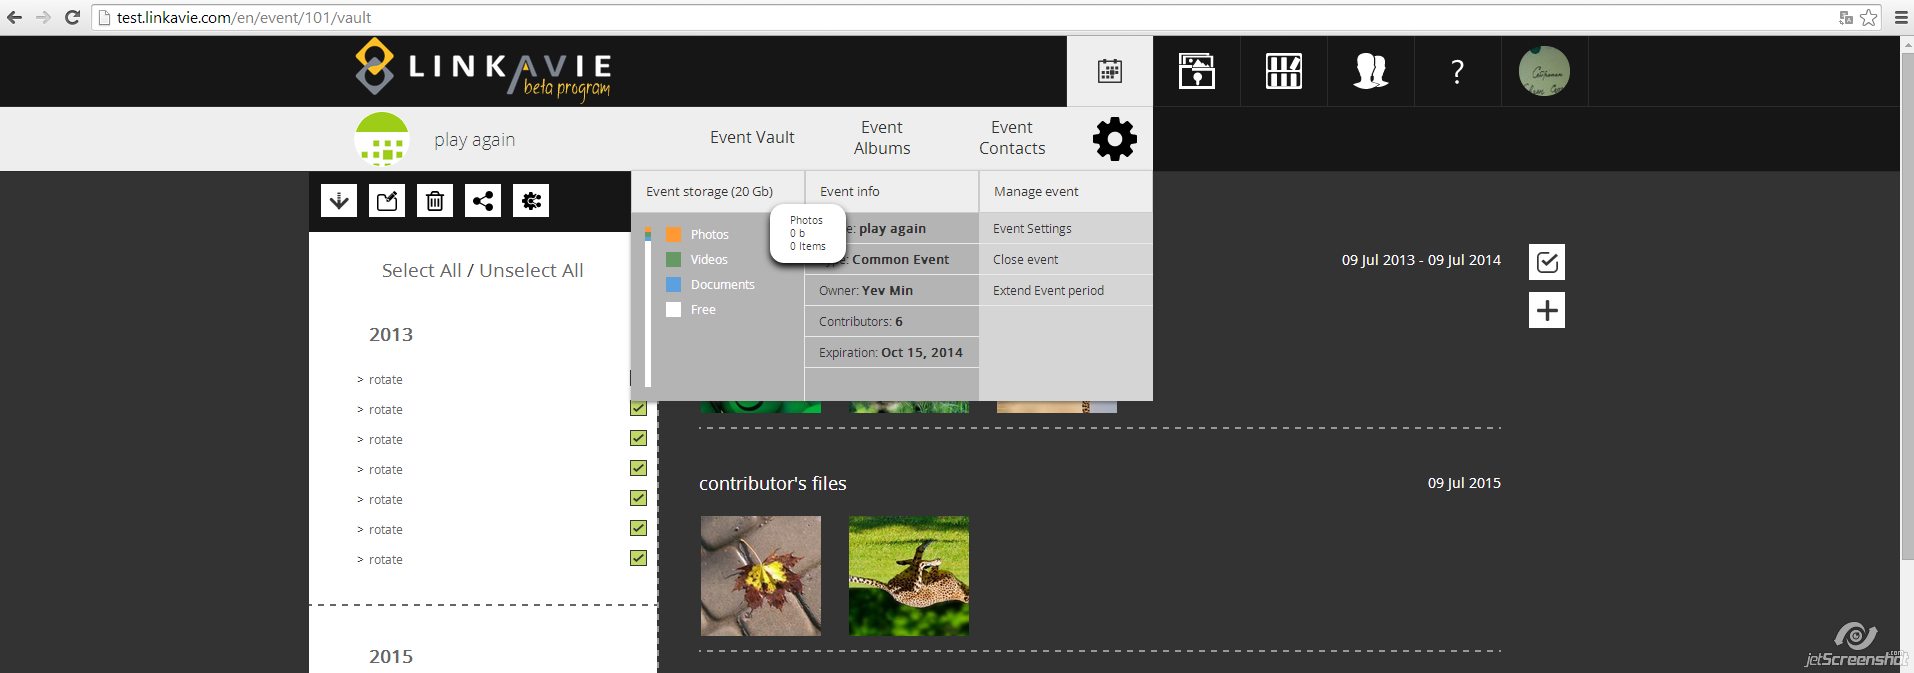 test.linkavie.com/en/event/101/vault
LINKAVIE
beta program
?
play again
Event Vault
Event
Albums
Event
Contacts
Event storage (20 Gb)
Photos
Videos
Documents
Free
Photos
0 b
0 Items
Event info
play again
Common Event
Owner: Yev Min
Contributors: 6
Expiration: Oct 15, 2014
Manage event
Event Settings
Close event
Extend Event period
Select All / Unselect All
2013
> rotate
> rotate
> rotate
> rotate
> rotate
> rotate
> rotate
2015
09 Jul 2013 - 09 Jul 2014
contributor's files
09 Jul 2015
jetScreenshot
.com